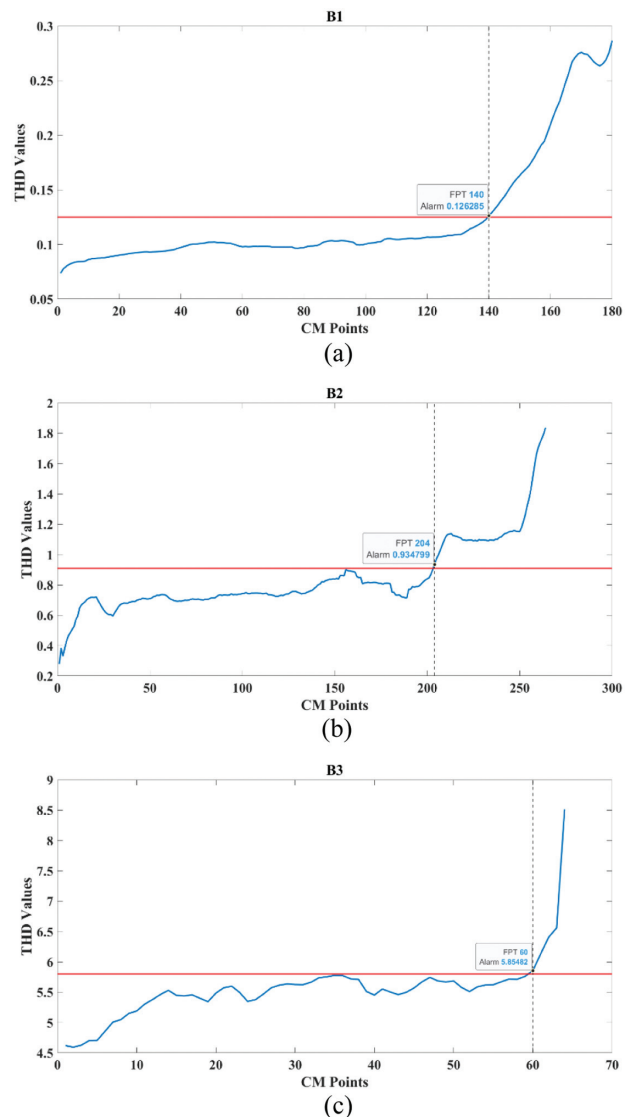 B1
0.3
0.25
0.2
0.15
0.1
0.05
THD Values
FPT 140
Alarm 0.126285
0 20 40 60 80 100 120 140 160 180
CM Points
(a)
B2
2
1.8
1.6
1.4
1.2
1
0.8
0.6
0.4
0.2
THD Values
FPT 204
Alarm 0.934799
0 50 100 150 200 250 300
CM Points
(b)
B3
9
8.5
8
7.5
7
6.5
6
5.5
5
4.5
THD Values
FPT 60
Alarm 5.85482
0 10 20 30 40 50 60 70
CM Points
(c)